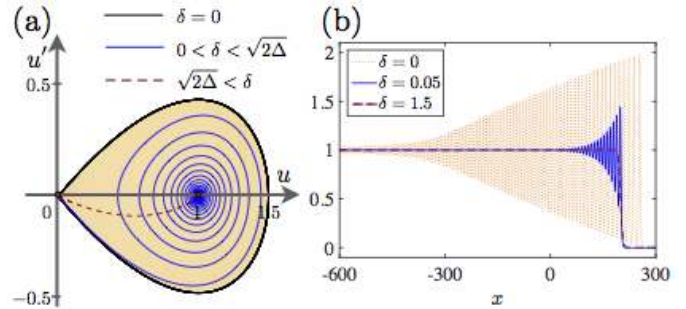 (a)
δ = 0
0 < δ < √2Δ
√2Δ < δ
u'
0.5
u
0
1
1.5
−0.5
(b)
δ = 0
δ = 0.05
δ = 1.5
2
1.5
1
0.5
0
-600
-300
0
300
x